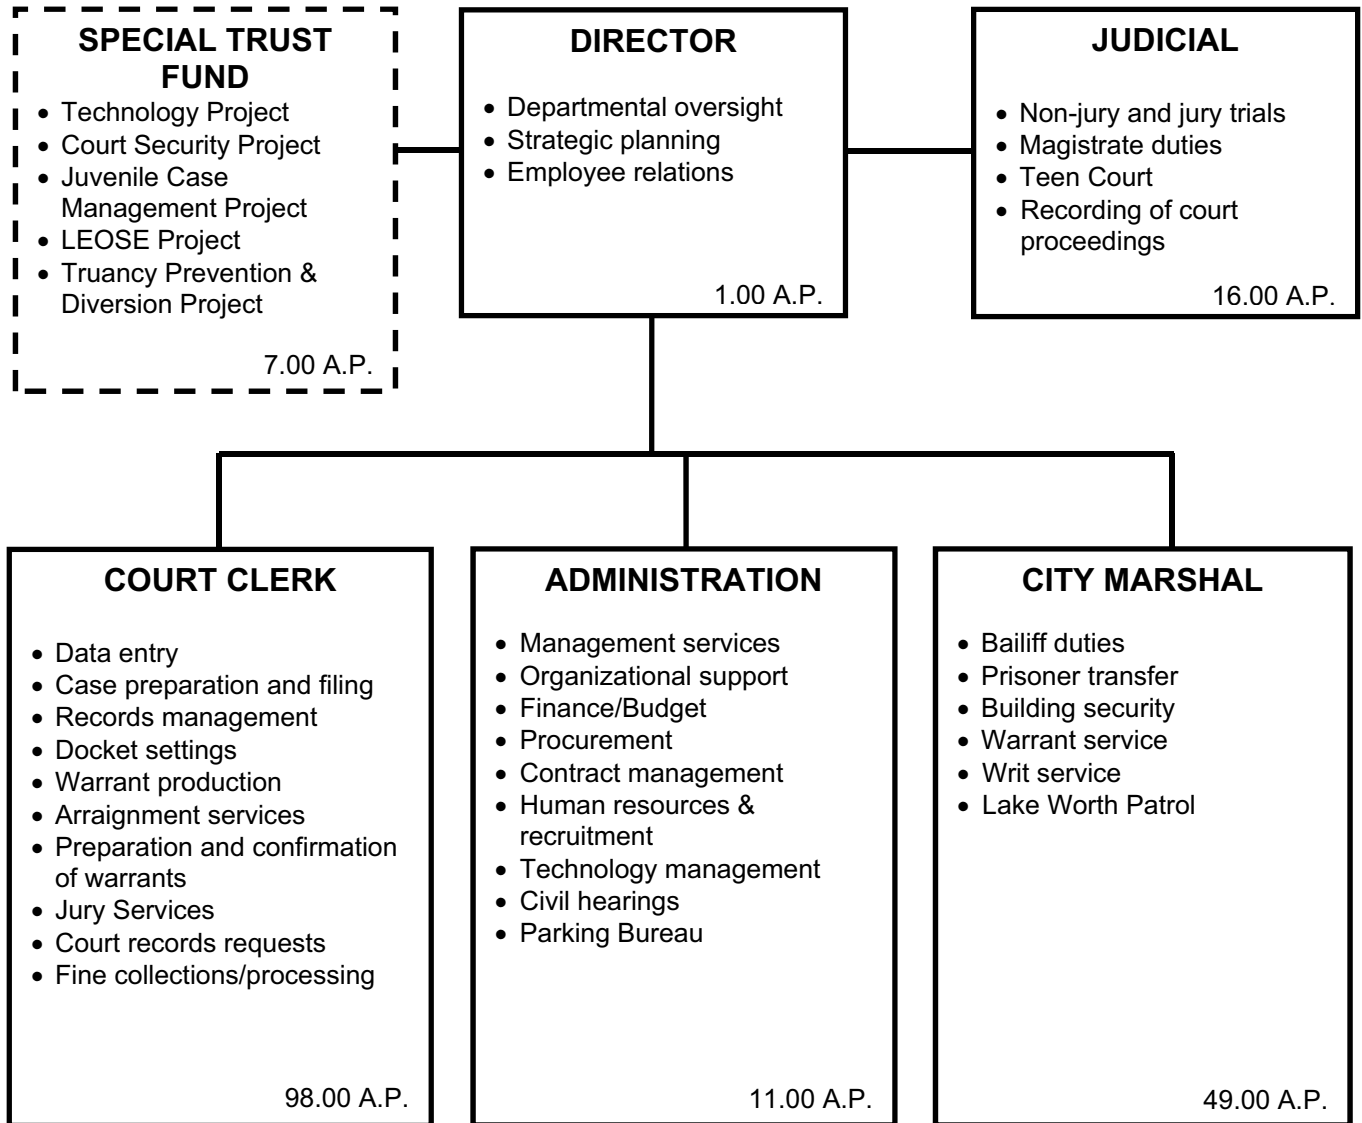 SPECIAL TRUST
FUND
• Technology Project
• Court Security Project
• Juvenile Case
Management Project
• LEOSE Project
• Truancy Prevention &
Diversion Project
7.00 A.P.
DIRECTOR
• Departmental oversight
• Strategic planning
• Employee relations
1.00 A.P.
JUDICIAL
• Non-jury and jury trials
• Magistrate duties
• Teen Court
• Recording of court
proceedings
16.00 A.P.
COURT CLERK
• Data entry
• Case preparation and filing
• Records management
• Docket settings
• Warrant production
• Arraignment services
• Preparation and confirmation
of warrants
• Jury Services
• Court records requests
• Fine collections/processing
98.00 A.P.
ADMINISTRATION
• Management services
• Organizational support
• Finance/Budget
• Procurement
• Contract management
• Human resources &
recruitment
• Technology management
• Civil hearings
• Parking Bureau
11.00 A.P.
CITY MARSHAL
• Bailiff duties
• Prisoner transfer
• Building security
• Warrant service
• Writ service
• Lake Worth Patrol
49.00 A.P.